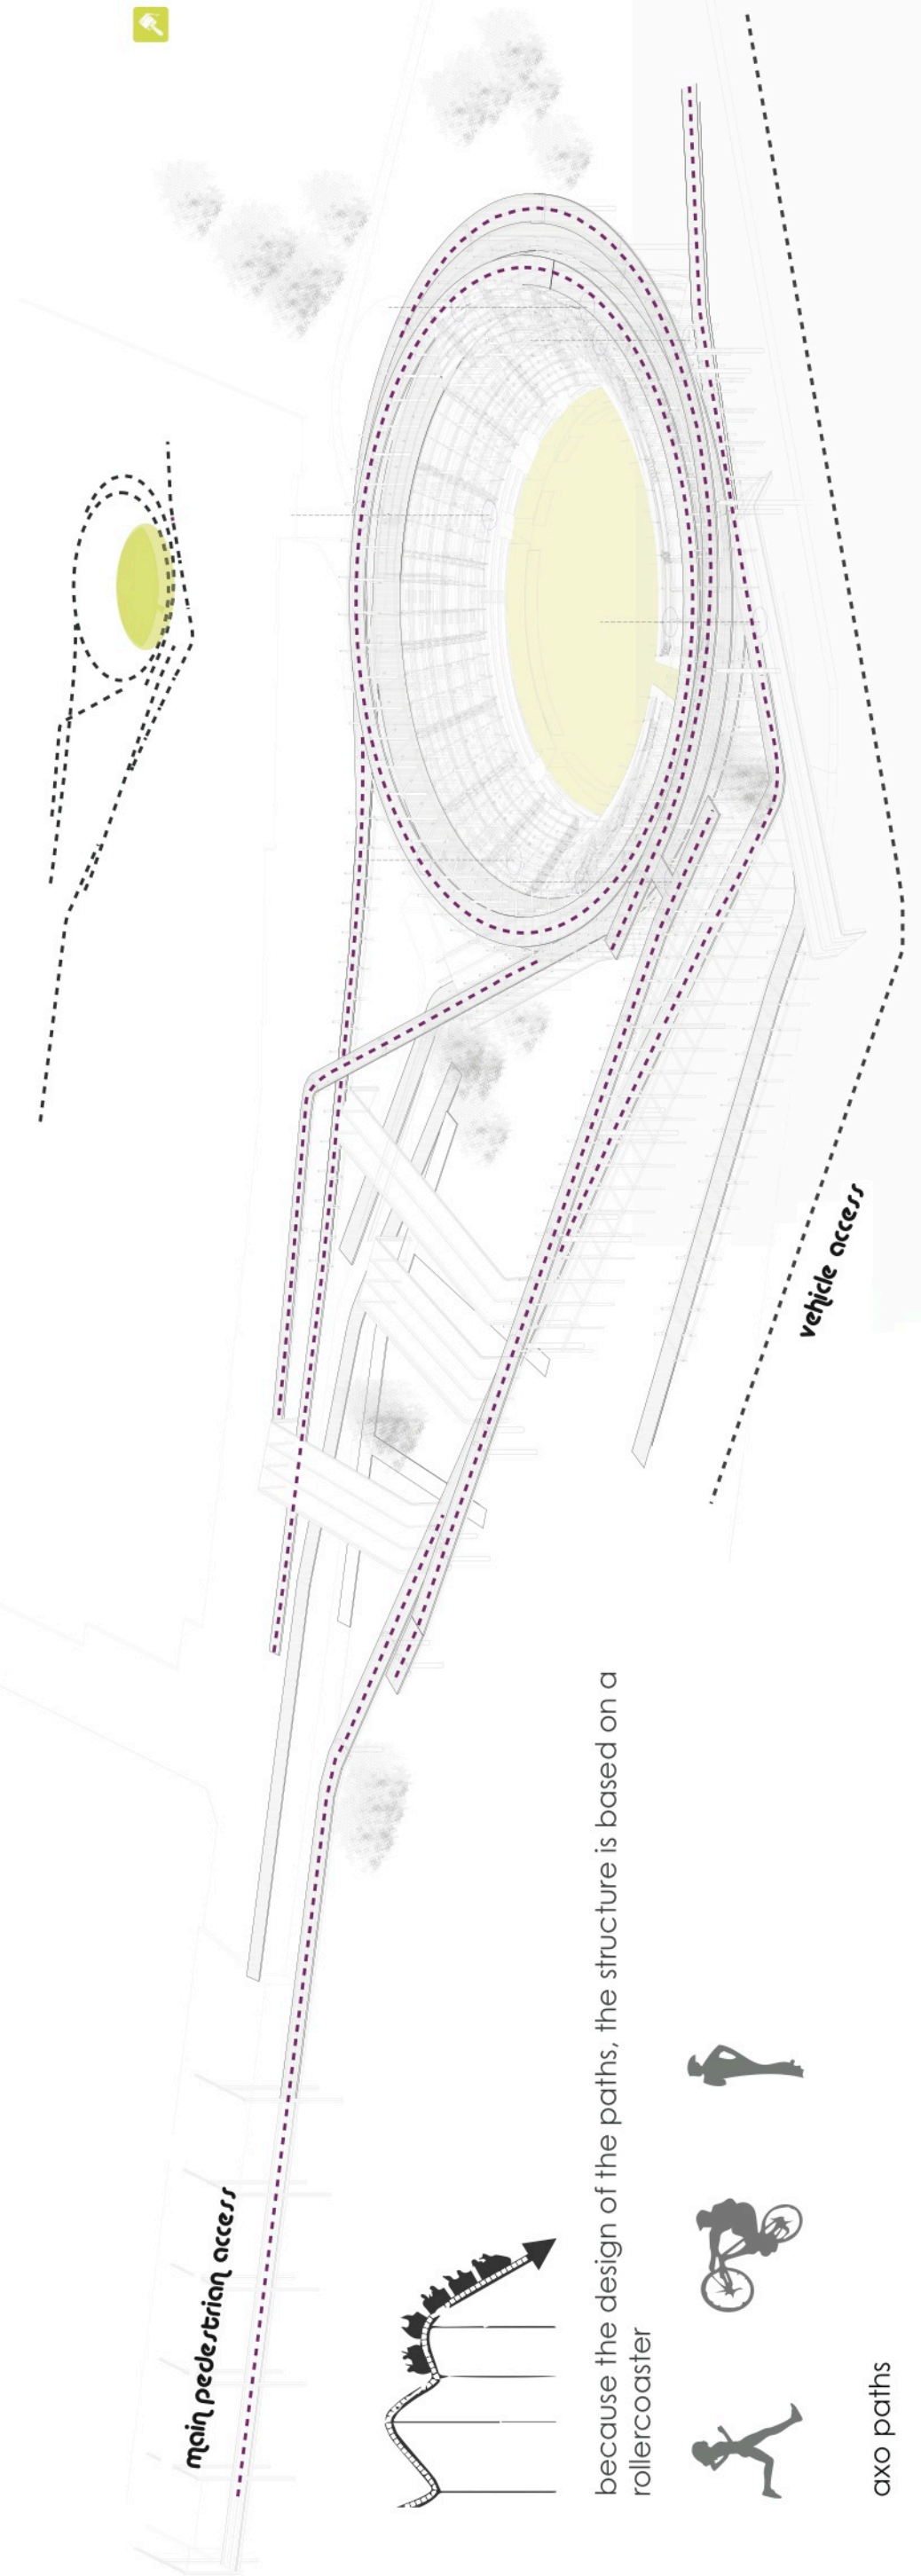 main pedestrian access
vehicle access
because the design of the paths, the structure is based on a
rollercoaster
axo paths